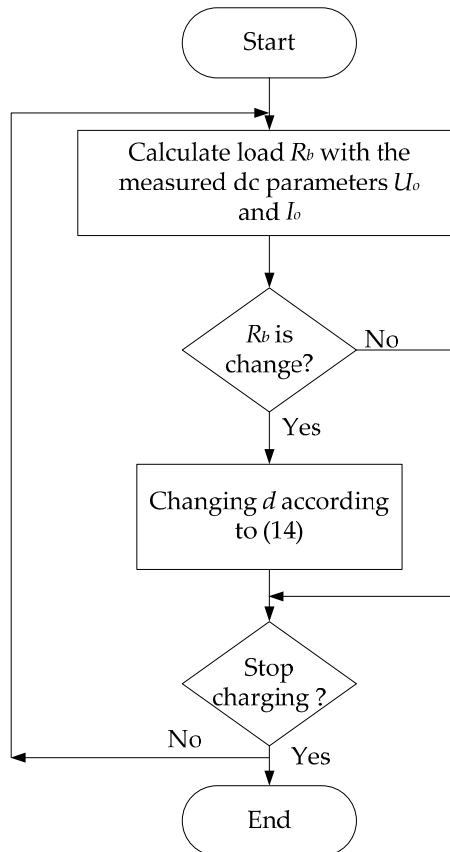 Start
Calculate load Rb with the
measured dc parameters Uo
and Io
Rb is
change?
No
Yes
Changing d according
to (14)
Stop
charging ?
No
Yes
End